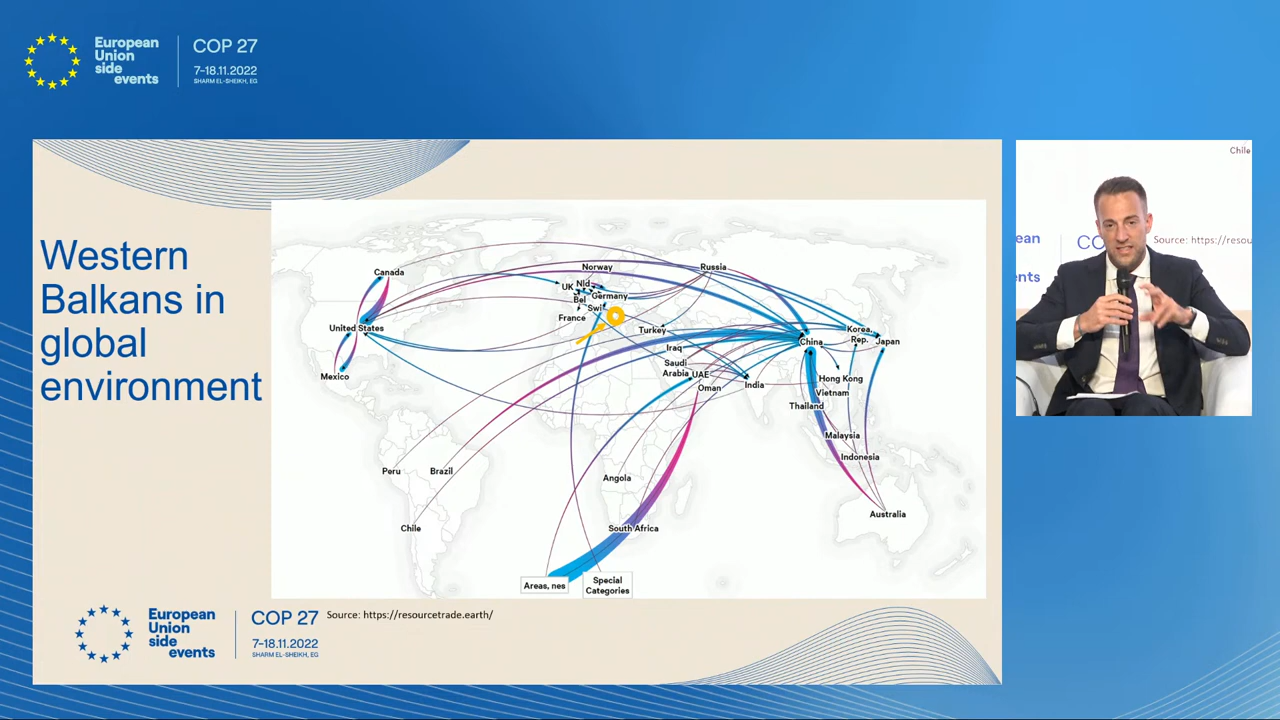 European
Union
side
events
COP 27
7-18.11.2022
SHARM EL-SHEIKH, EG
Western
Balkans in
global
environment
Canada
United States
Mexico
Peru
Brazil
Chile
Norway
Russia
UK
Nld
Bel
Germany
Swi
France
Turkey
Iraq
Saudi
Arabia
UAE
Oman
India
China
Korea,
Rep.
Japan
Hong Kong
Vietnam
Thailand
Malaysia
Indonesia
Australia
Angola
South Africa
Areas, nes
Special
Categories
European
Union
side
events
COP 27
7-18.11.2022
SHARM EL-SHEIKH, EG
Source: https://resourcetrade.earth/
Chile
ean
CO
Source: https://resou
nts